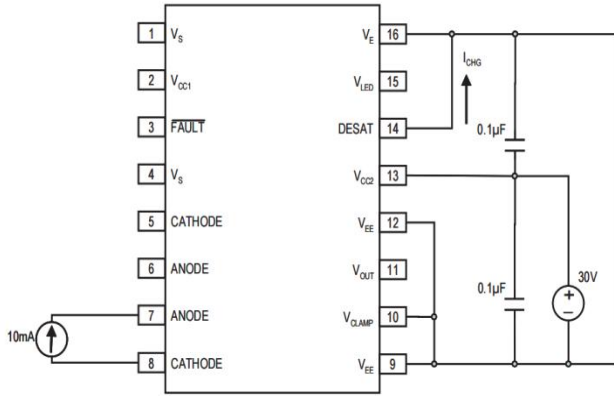 1 V_S
2 V_CC1
3 FAULT
4 V_S
5 CATHODE
6 ANODE
7 ANODE
8 CATHODE
10mA
V_E 16
V_LED 15
DESAT 14
V_CC2 13
V_EE 12
V_OUT 11
V_CLAMP 10
V_EE 9
I_CHG
0.1µF
0.1µF
30V
+
−